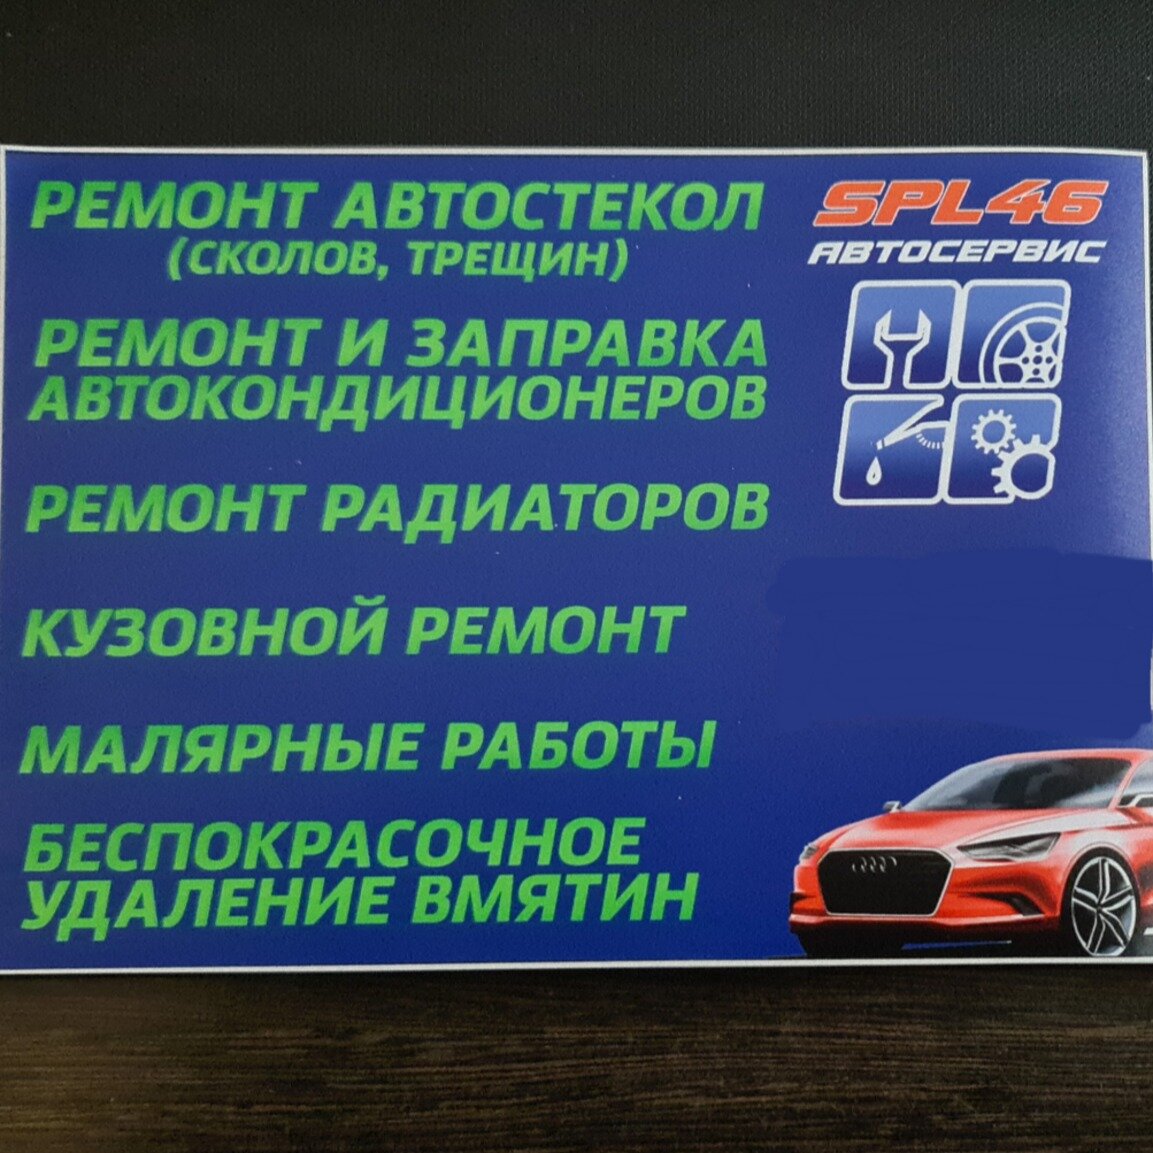 РЕМОНТ АВТОСТЕКОЛ
(СКОЛОВ, ТРЕЩИН)
РЕМОНТ И ЗАПРАВКА
АВТОКОНДИЦИОНЕРОВ
РЕМОНТ РАДИАТОРОВ
КУЗОВНОЙ РЕМОНТ
МАЛЯРНЫЕ РАБОТЫ
БЕСПОКРАСОЧНОЕ
УДАЛЕНИЕ ВМЯТИН
SPL46
АВТОСЕРВИС